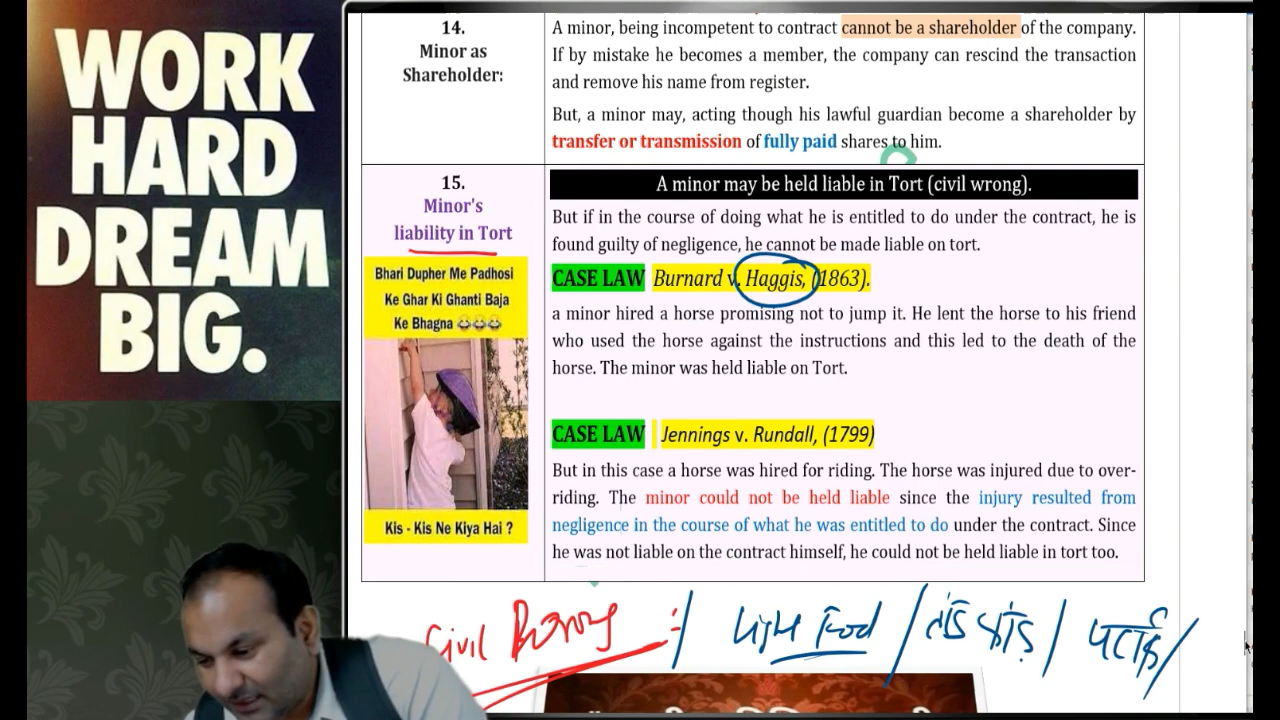 WORK
HARD
DREAM
BIG.
14.
Minor as
Shareholder:
A minor, being incompetent to contract cannot be a shareholder of the company.
If by mistake he becomes a member, the company can rescind the transaction
and remove his name from register.
But, a minor may, acting though his lawful guardian become a shareholder by
transfer or transmission of fully paid shares to him.
15.
Minor's
liability in Tort
Bhari Dupher Me Padhosi
Ke Ghar Ki Ghanti Baja
Ke Bhagna 😂😂😂
Kis - Kis Ne Kiya Hai ?
A minor may be held liable in Tort (civil wrong).
But if in the course of doing what he is entitled to do under the contract, he is
found guilty of negligence, he cannot be made liable on tort.
CASE LAW Burnard v. Haggis, (1863).
a minor hired a horse promising not to jump it. He lent the horse to his friend
who used the horse against the instructions and this led to the death of the
horse. The minor was held liable on Tort.
CASE LAW Jennings v. Rundall, (1799)
But in this case a horse was hired for riding. The horse was injured due to over-
riding. The minor could not be held liable since the injury resulted from
negligence in the course of what he was entitled to do under the contract. Since
he was not liable on the contract himself, he could not be held liable in tort too.
Civil :- / / तोड़ फोड़ / /